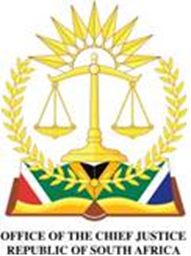 OFFICE OF THE CHIEF JUSTICE
REPUBLIC OF SOUTH AFRICA